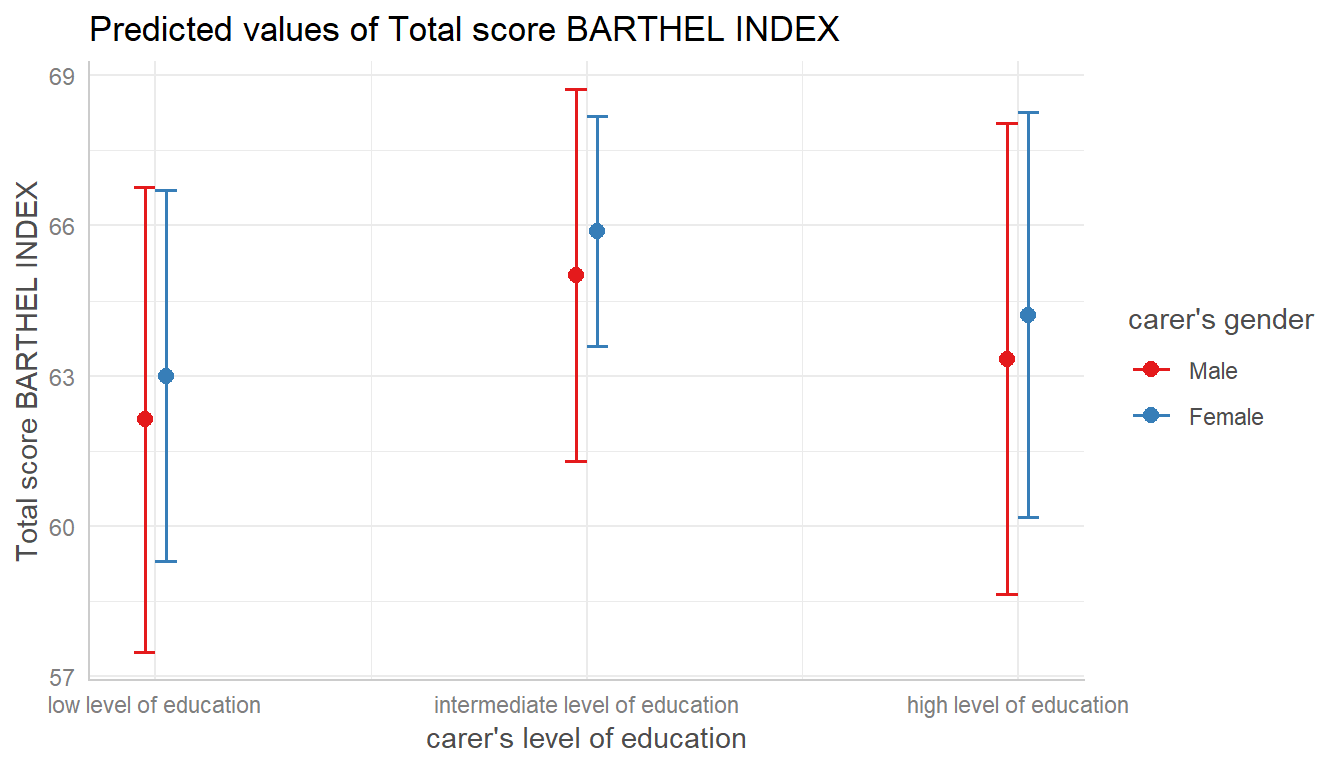 Predicted values of Total score BARTHEL INDEX
Total score BARTHEL INDEX
69
66
63
60
57
low level of education
intermediate level of education
high level of education
carer's level of education
carer's gender
Male
Female